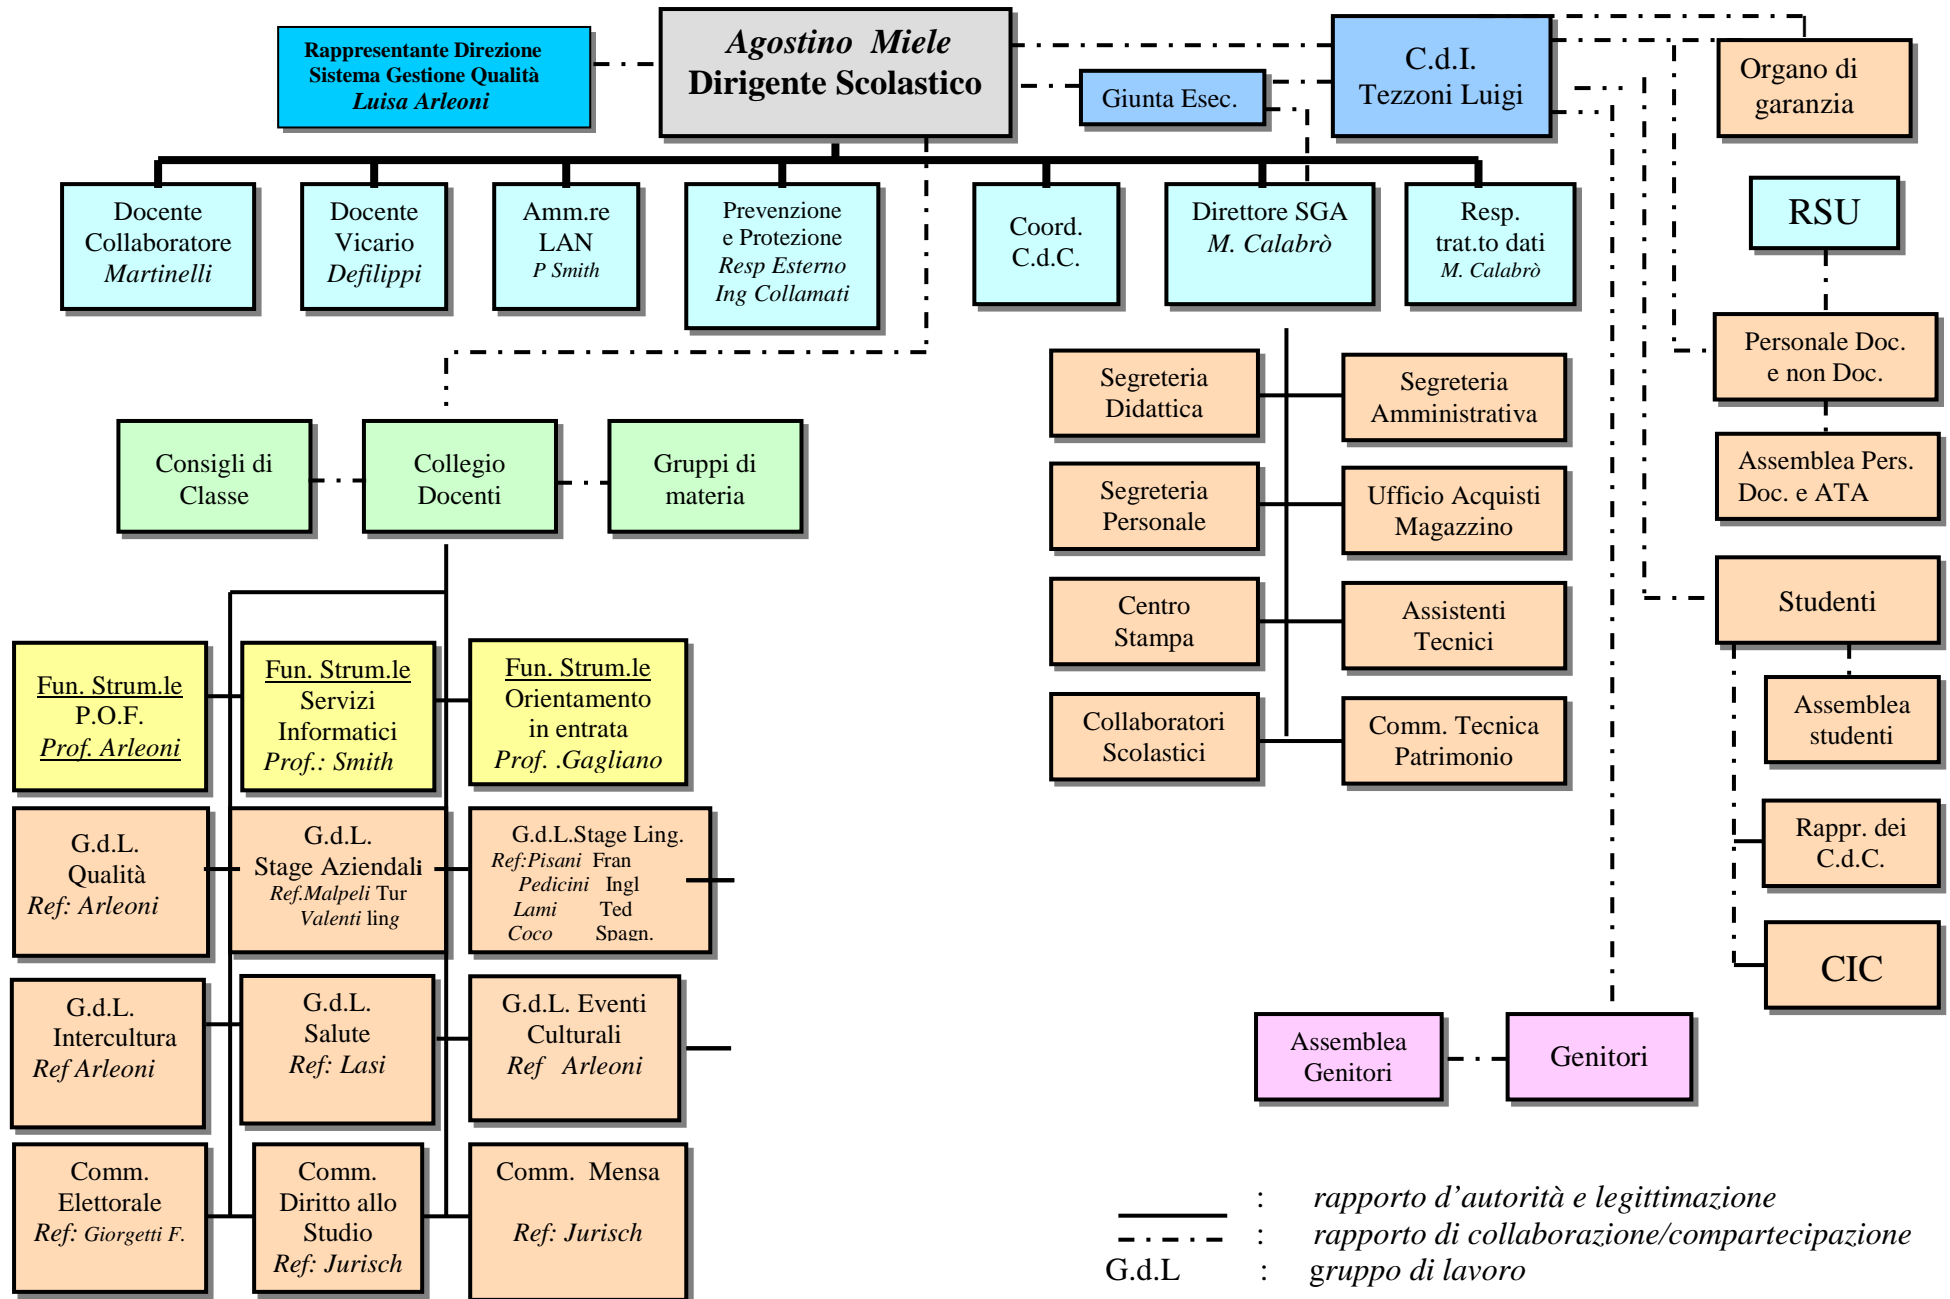 Rappresentante Direzione
Sistema Gestione Qualità
Luisa Arleoni
Agostino Miele
Dirigente Scolastico
Giunta Esec.
C.d.I.
Tezzoni Luigi
Organo di
garanzia
Docente
Collaboratore
Martinelli
Docente
Vicario
Defilippi
Amm.re
LAN
P Smith
Prevenzione
e Protezione
Resp Esterno
Ing Collamati
Coord.
C.d.C.
Direttore SGA
M. Calabrò
Resp.
trat.to dati
M. Calabrò
RSU
Personale Doc.
e non Doc.
Assemblea Pers.
Doc. e ATA
Segreteria
Didattica
Segreteria
Amministrativa
Segreteria
Personale
Ufficio Acquisti
Magazzino
Centro
Stampa
Assistenti
Tecnici
Collaboratori
Scolastici
Comm. Tecnica
Patrimonio
Consigli di
Classe
Collegio
Docenti
Gruppi di
materia
Studenti
Assemblea
studenti
Rappr. dei
C.d.C.
CIC
Fun. Strum.le
P.O.F.
Prof. Arleoni
Fun. Strum.le
Servizi
Informatici
Prof.: Smith
Fun. Strum.le
Orientamento
in entrata
Prof. .Gagliano
G.d.L.
Qualità
Ref: Arleoni
G.d.L.
Stage Aziendali
Ref.Malpeli Tur
Valenti ling
G.d.L.Stage Ling.
Ref:Pisani Fran
Pedicini Ingl
Lami Ted
Coco Spagn.
G.d.L.
Intercultura
Ref Arleoni
G.d.L.
Salute
Ref: Lasi
G.d.L. Eventi
Culturali
Ref Arleoni
Assemblea
Genitori
Genitori
Comm.
Elettorale
Ref: Giorgetti F.
Comm.
Diritto allo
Studio
Ref: Jurisch
Comm. Mensa
Ref: Jurisch
: rapporto d'autorità e legittimazione
: rapporto di collaborazione/compartecipazione
G.d.L : gruppo di lavoro